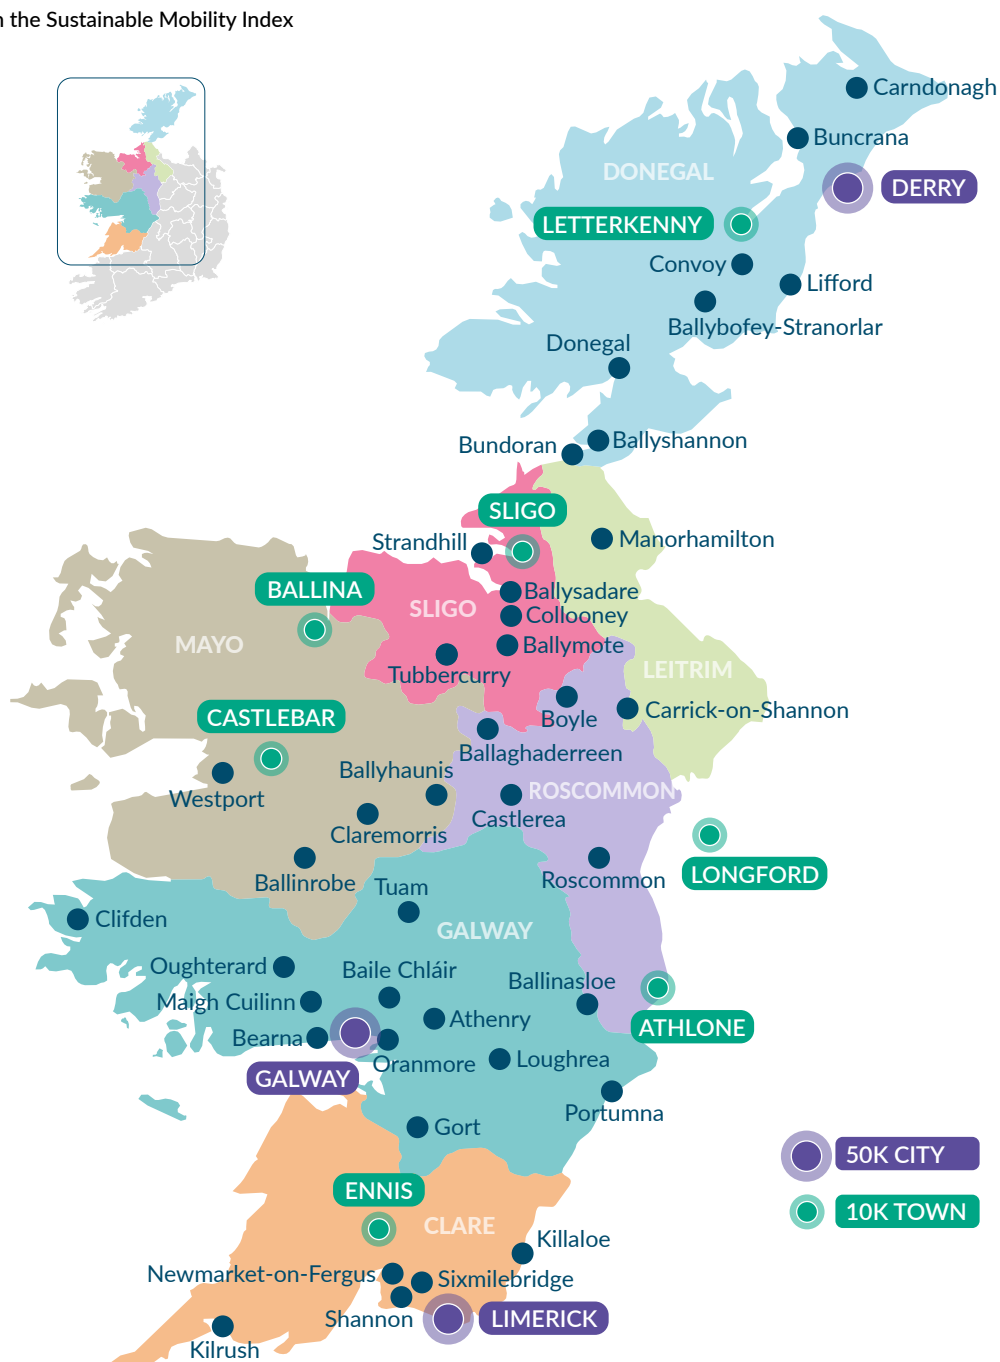 the Sustainable Mobility Index
Carndonagh
Buncrana
DONEGAL
DERRY
LETTERKENNY
Convoy
Lifford
Ballybofey-Stranorlar
Donegal
Bundoran
Ballyshannon
SLIGO
Strandhill
Manorhamilton
BALLINA
Ballysadare
SLIGO
Collooney
MAYO
Ballymote
Tubbercurry
LEITRIM
CASTLEBAR
Boyle
Carrick-on-Shannon
Ballaghaderreen
Ballyhaunis
Westport
ROSCOMMON
Castlerea
Claremorris
LONGFORD
Ballinrobe
Tuam
Roscommon
Clifden
GALWAY
Oughterard
Baile Chláir
Ballinasloe
Maigh Cuilinn
Athenry
ATHLONE
Bearna
Oranmore
Loughrea
GALWAY
Portumna
Gort
50K CITY
ENNIS
10K TOWN
CLARE
Killaloe
Newmarket-on-Fergus
Sixmilebridge
Shannon
LIMERICK
Kilrush